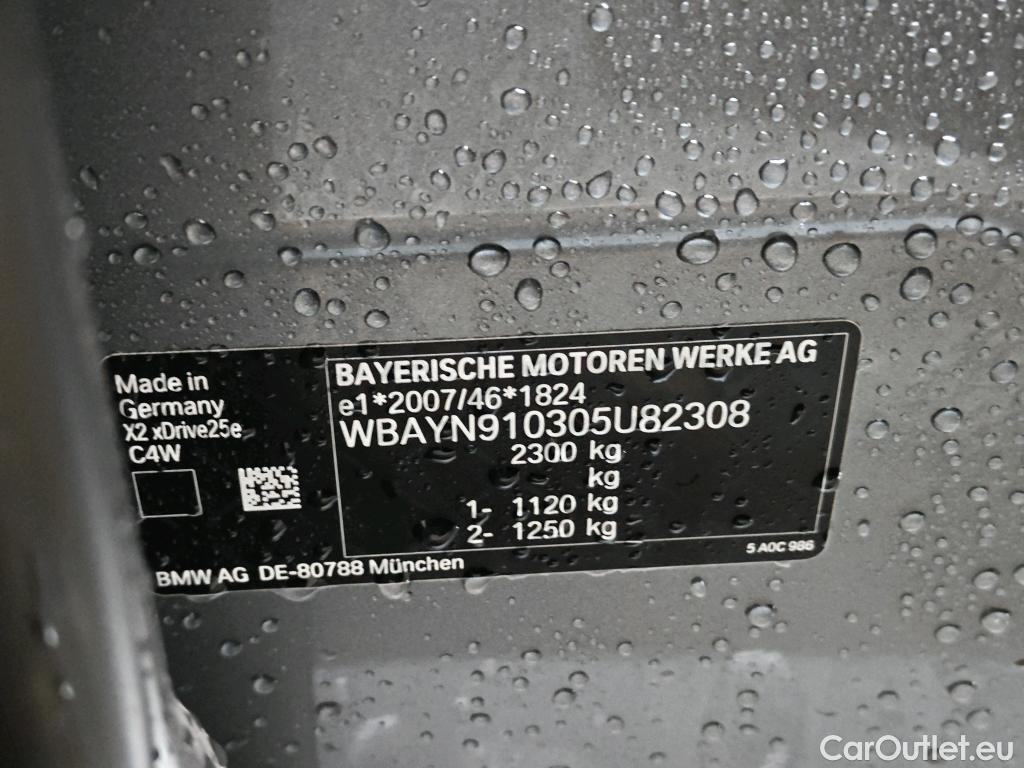 Made in
Germany
X2 xDrive25e
C4W
BAYERISCHE MOTOREN WERKE AG
e1*2007/46*1824
WBAYN910305U82308
2300 kg
kg
1- 1120 kg
2- 1250 kg
5 A0C 986
BMW AG DE-80788 München
CarOutlet.eu